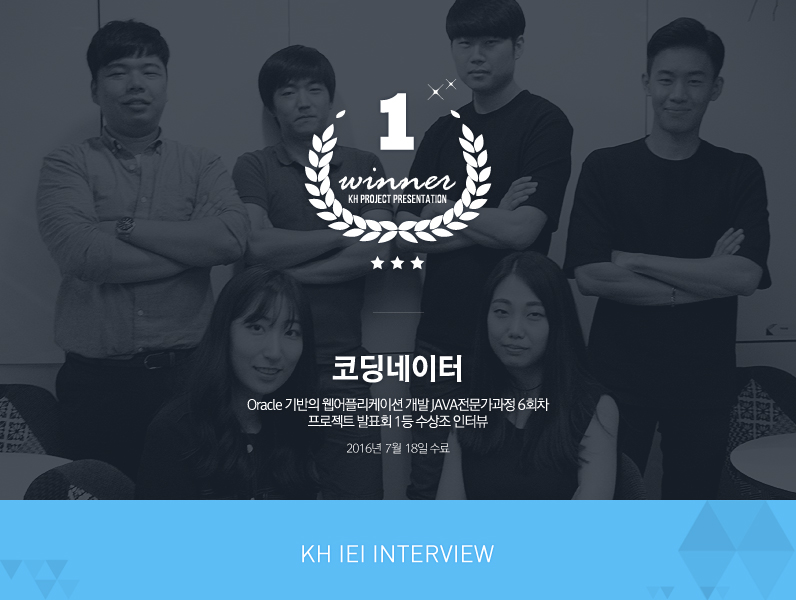 1
winner
KH PROJECT PRESENTATION
코딩네이터
Oracle 기반의 웹어플리케이션 개발 JAVA전문가과정 6회차
프로젝트 발표회 1등 수상조 인터뷰
2016년 7월 18일 수료
KH IEI INTERVIEW